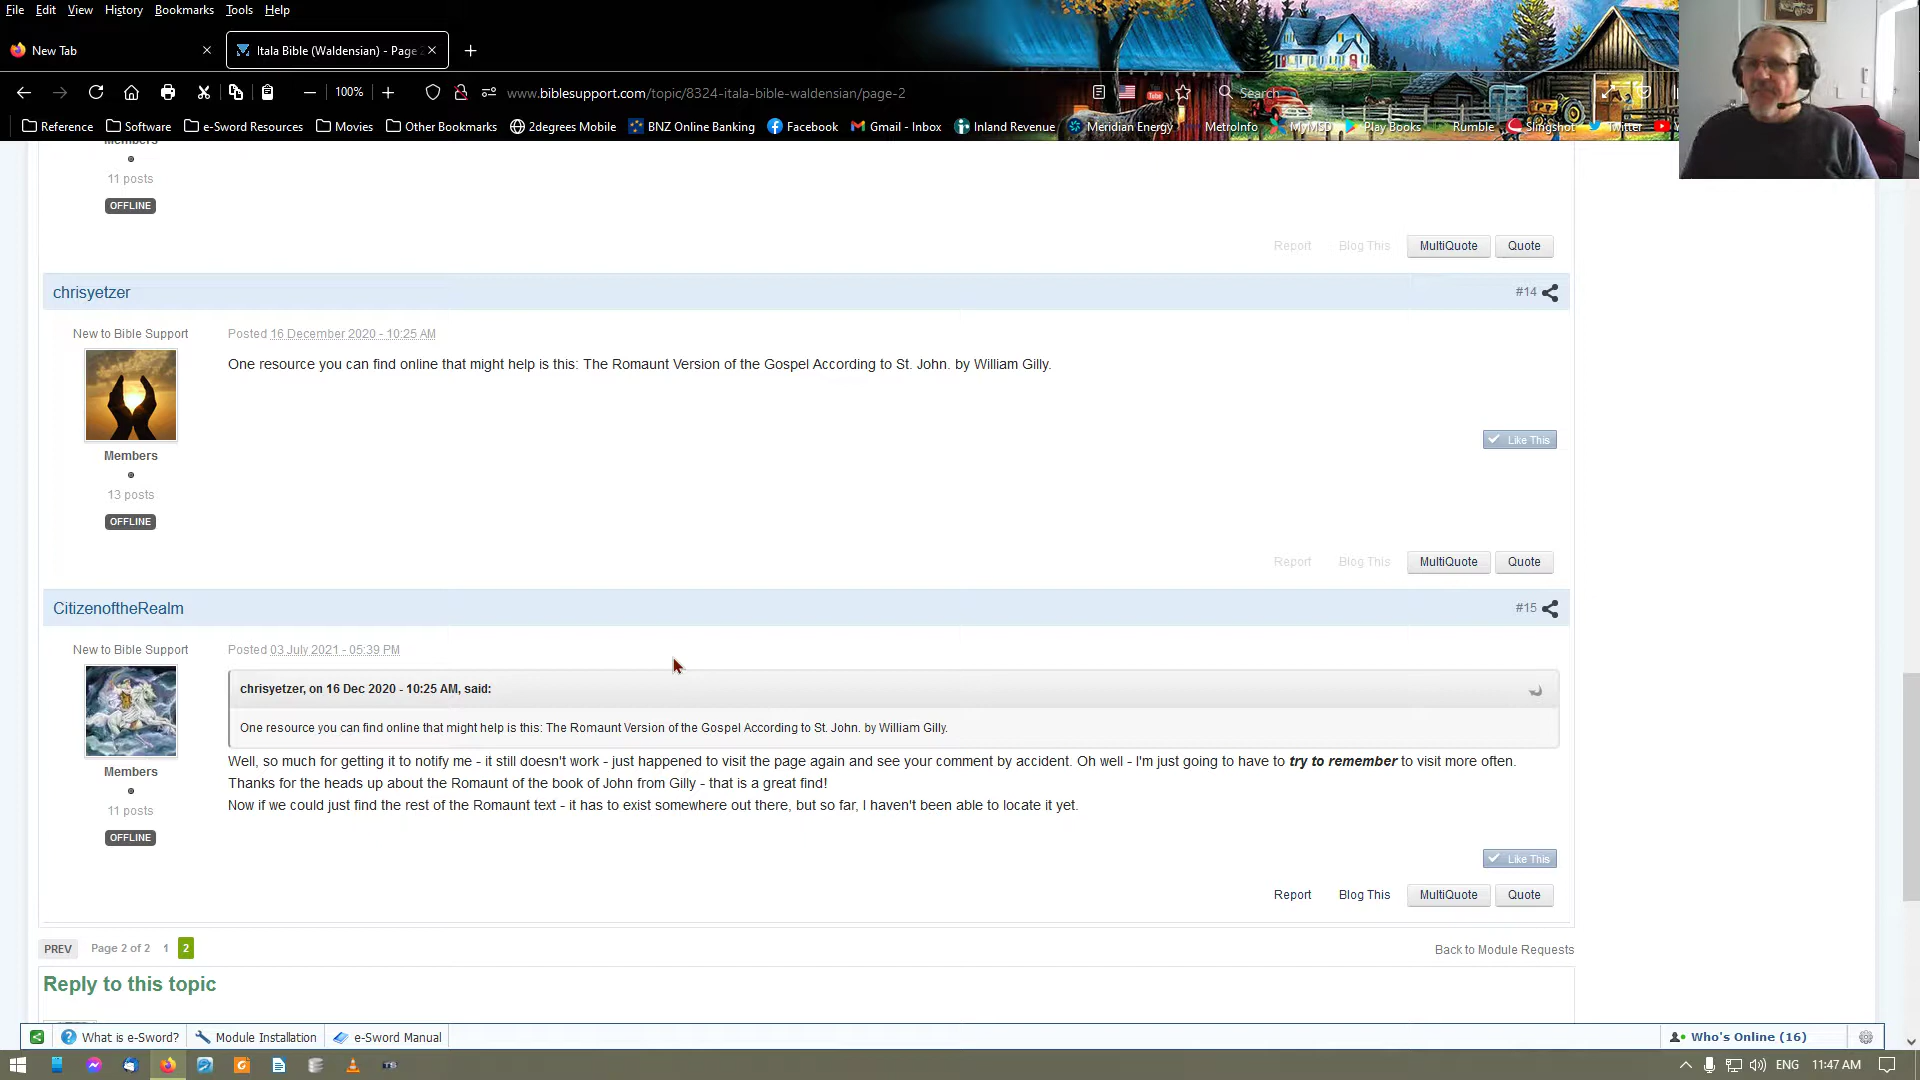 File Edit View History Bookmarks Tools Help
New Tab
Itala Bible (Waldensian) - Page
100%
www.biblesupport.com/topic/8324-itala-bible-waldensian/page-2
Search
Reference Software e-Sword Resources Movies Other Bookmarks 2degrees Mobile BNZ Online Banking Facebook Gmail - Inbox Inland Revenue Meridian Energy MetroInfo MyMSD Play Books Rumble Slingshot Twitter
Members
11 posts
OFFLINE
Report Blog This MultiQuote Quote
chrisyetzer
#14
New to Bible Support
Posted 16 December 2020 - 10:25 AM
One resource you can find online that might help is this: The Romaunt Version of the Gospel According to St. John. by William Gilly.
Like This
Members
13 posts
OFFLINE
Report Blog This MultiQuote Quote
CitizenoftheRealm
#15
New to Bible Support
Posted 03 July 2021 - 05:39 PM
chrisyetzer, on 16 Dec 2020 - 10:25 AM, said:
One resource you can find online that might help is this: The Romaunt Version of the Gospel According to St. John. by William Gilly.
Well, so much for getting it to notify me - it still doesn't work - just happened to visit the page again and see your comment by accident. Oh well - I'm just going to have to try to remember to visit more often.
Thanks for the heads up about the Romaunt of the book of John from Gilly - that is a great find!
Now if we could just find the rest of the Romaunt text - it has to exist somewhere out there, but so far, I haven't been able to locate it yet.
Members
11 posts
OFFLINE
Like This
Report Blog This MultiQuote Quote
PREV Page 2 of 2 1 2
Back to Module Requests
Reply to this topic
What is e-Sword? Module Installation e-Sword Manual
Who's Online (16)
ENG 11:47 AM